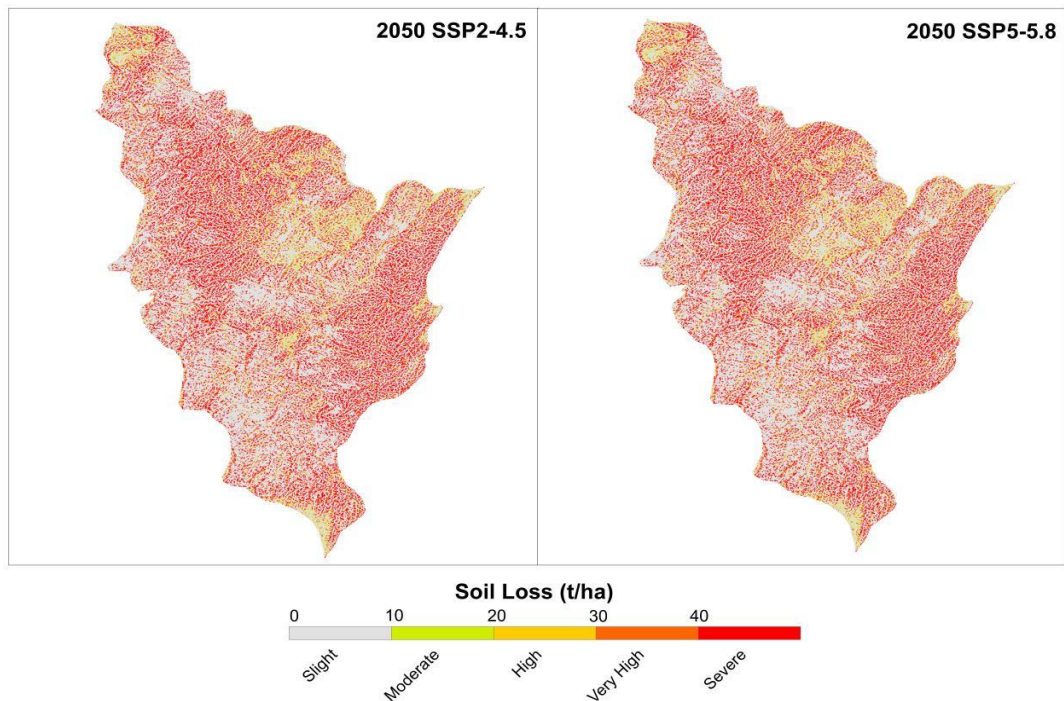 2050 SSP2-4.5
2050 SSP5-5.8
Soil Loss (t/ha)
0 10 20 30 40
Slight Moderate High Very High Severe